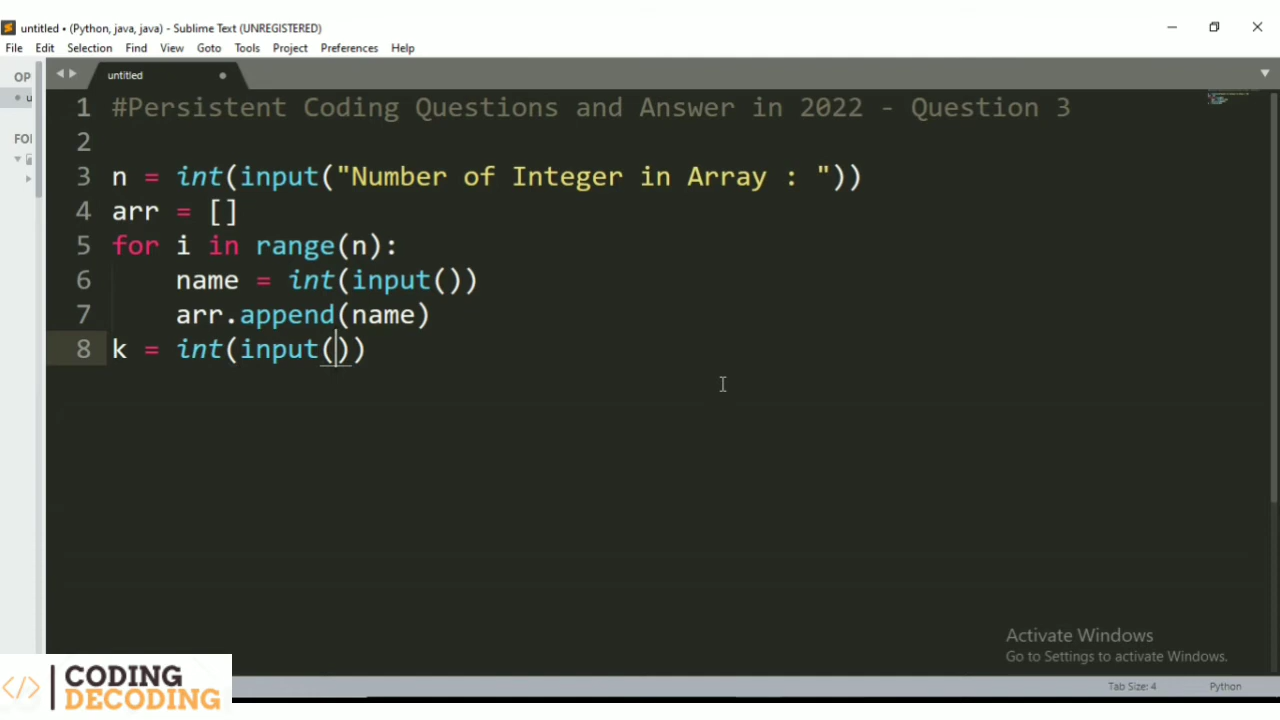 untitled • (Python, java, java) - Sublime Text (UNREGISTERED)
File Edit Selection Find View Goto Tools Project Preferences Help
OP
untitled
u
FO
1 #Persistent Coding Questions and Answer in 2022 - Question 3
2
3 n = int(input("Number of Integer in Array : "))
4 arr = []
5 for i in range(n):
6 name = int(input())
7 arr.append(name)
8 k = int(input())
Activate Windows
Go to Settings to activate Windows.
</> CODING
DECODING
Tab Size: 4 Python